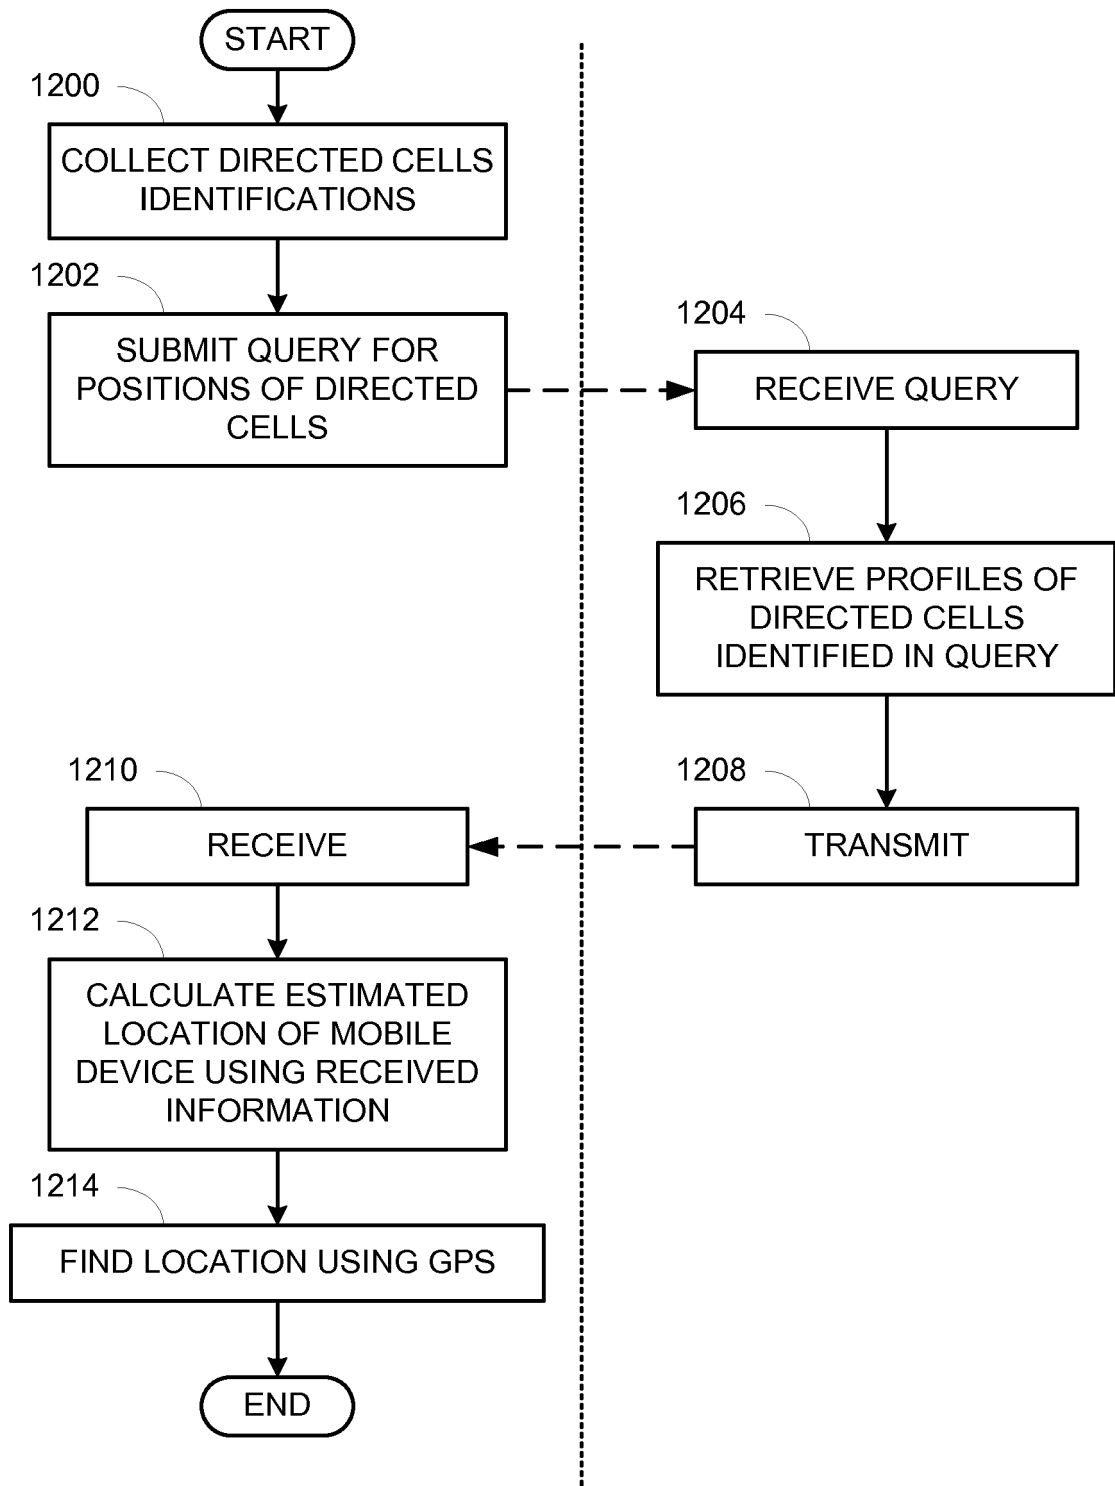 START
1200
COLLECT DIRECTED CELLS
IDENTIFICATIONS
1202
SUBMIT QUERY FOR
POSITIONS OF DIRECTED
CELLS
1204
RECEIVE QUERY
1206
RETRIEVE PROFILES OF
DIRECTED CELLS
IDENTIFIED IN QUERY
1208
TRANSMIT
1210
RECEIVE
1212
CALCULATE ESTIMATED
LOCATION OF MOBILE
DEVICE USING RECEIVED
INFORMATION
1214
FIND LOCATION USING GPS
END